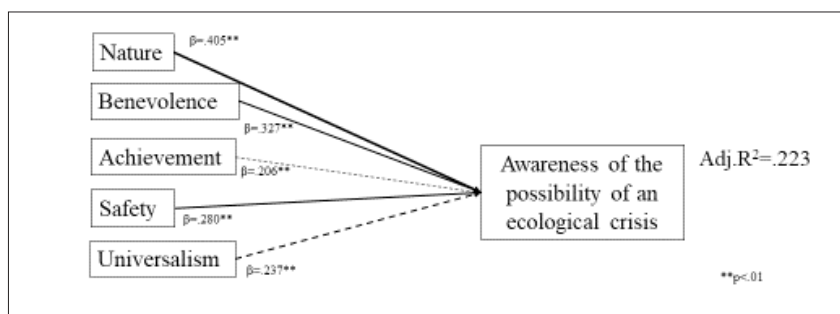 Nature
β=.405**
Benevolence
β=.327**
Achievement
β=.206**
Safety
β=.280**
Universalism
β=.237**
Awareness of the
possibility of an
ecological crisis
Adj.R²=.223
**p<.01